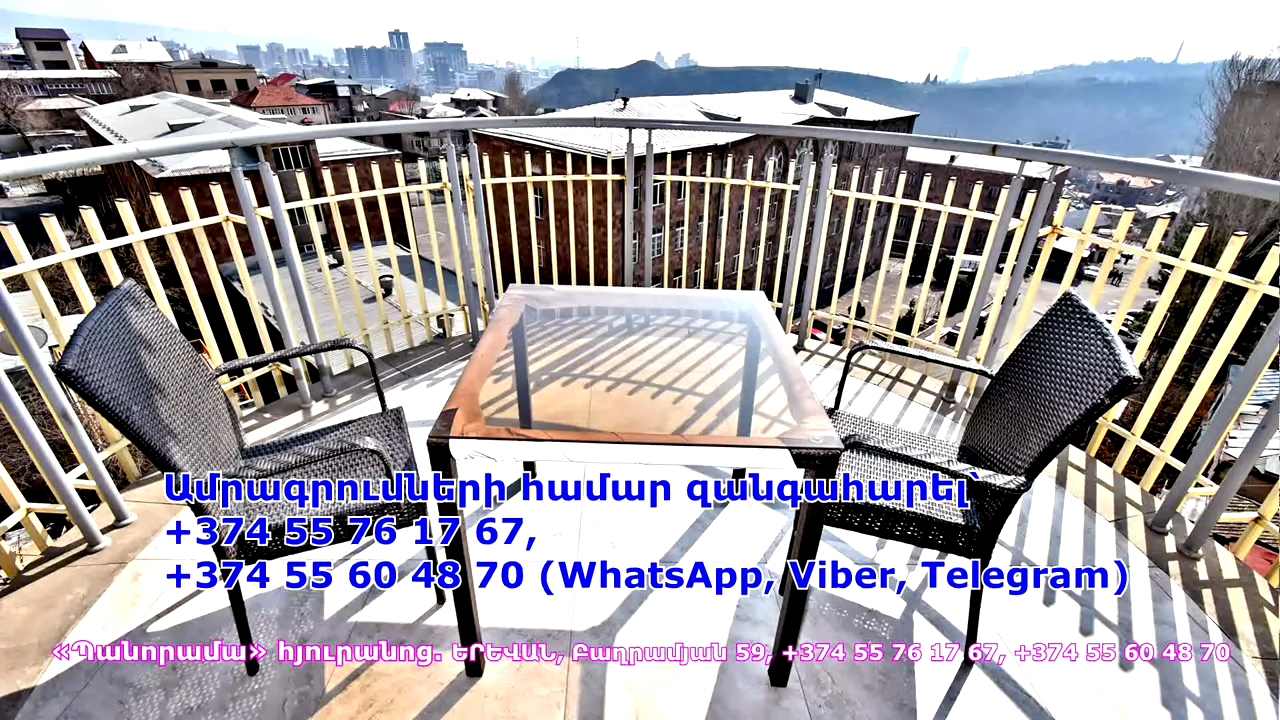 Ամրագրումների համար զանգահարել՝
+374 55 76 17 67,
+374 55 60 48 70 (WhatsApp, Viber, Telegram)
«Պանորամա» հյուրանոց. ԵՐԵՎԱՆ, Բաղրամյան 59, +374 55 76 17 67, +374 55 60 48 70